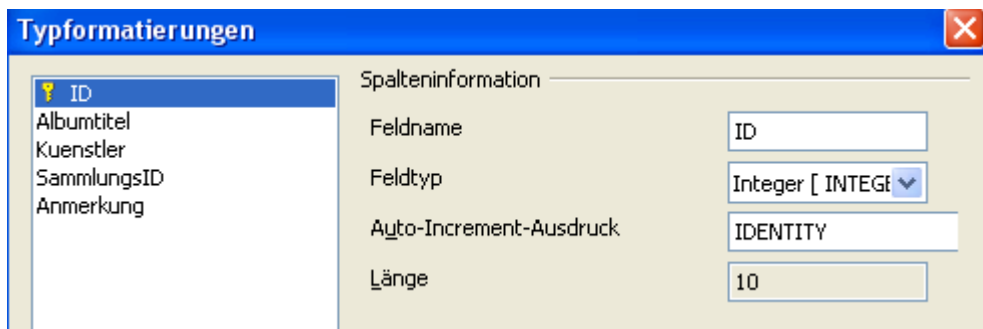 Typformatierungen
ID
Albumtitel
Kuenstler
SammlungsID
Anmerkung
Spalteninformation
Feldname
ID
Feldtyp
Integer [ INTEGE
Auto-Increment-Ausdruck
IDENTITY
Länge
10